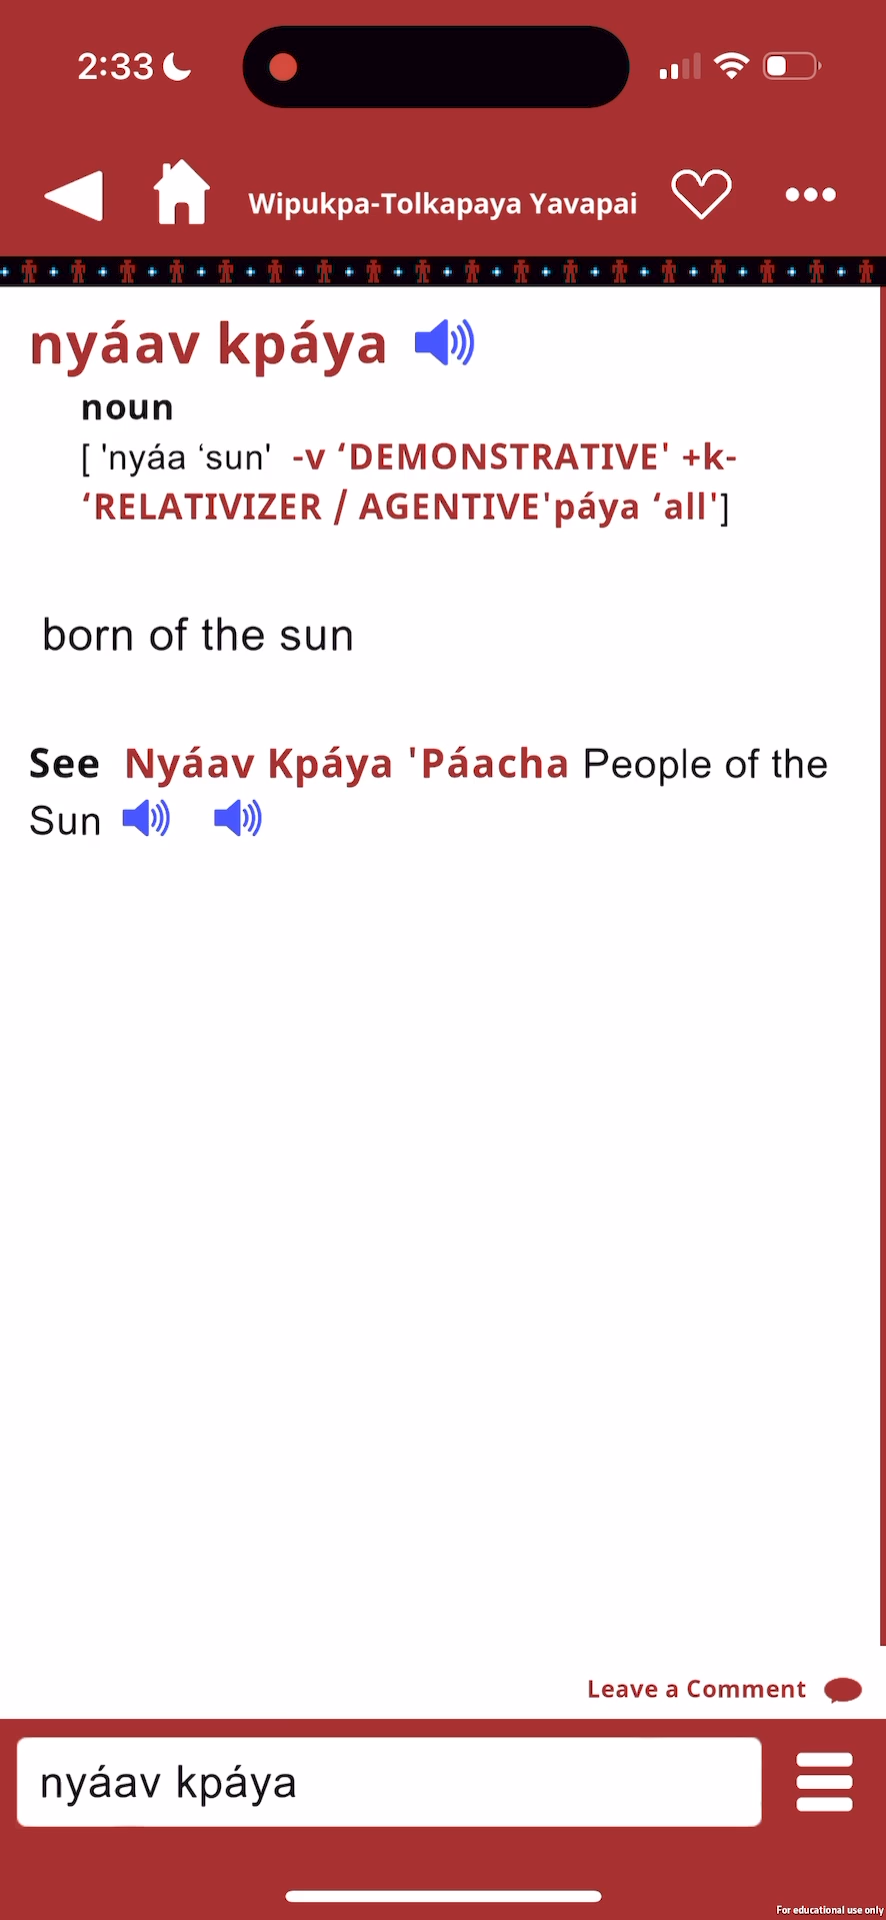 2:33
Wipukpa-Tolkapaya Yavapai
nyáav kpáya
noun
[ 'nyáa ‘sun' -v ‘DEMONSTRATIVE' +k-
‘RELATIVIZER / AGENTIVE'páya ‘all']
born of the sun
See Nyáav Kpáya 'Páacha People of the
Sun
Leave a Comment
nyáav kpáya
For educational use only